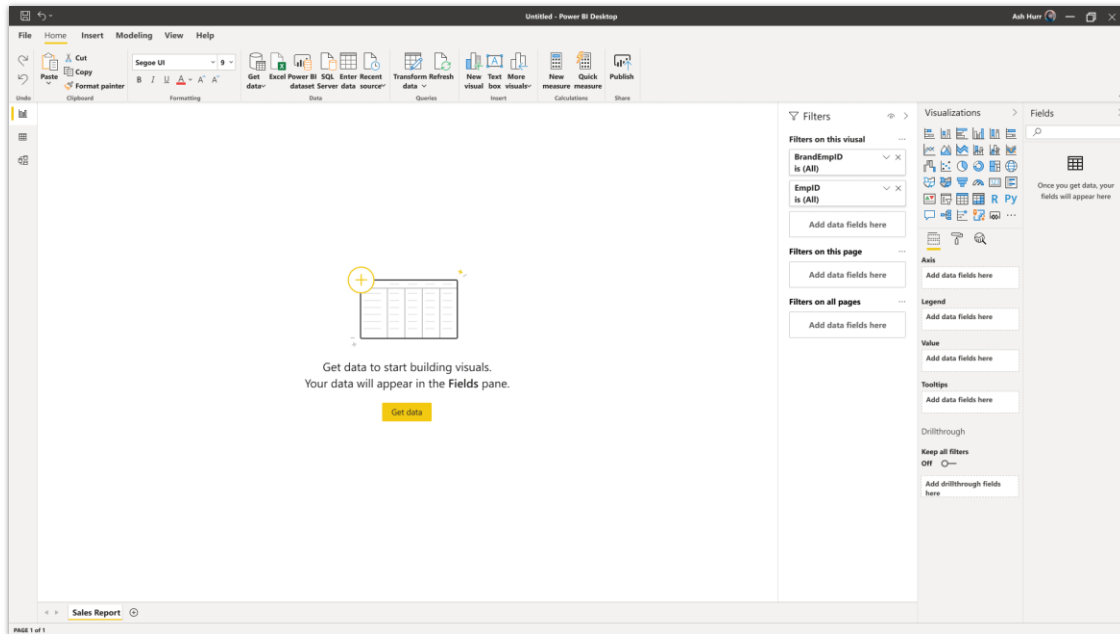 Untitled - Power BI Desktop
Ash Hurr
File Home Insert Modeling View Help
Undo
Paste
Cut
Copy
Format painter
Clipboard
Segoe UI 9
B I U A A A
Formatting
Get data
Excel
Power BI dataset
SQL Server
Enter data
Recent source
Data
Transform data
Refresh
Queries
New visual
Text box
More visuals
Insert
New measure
Quick measure
Calculations
Publish
Share
Get data to start building visuals.
Your data will appear in the Fields pane.
Get data
Filters
Filters on this viusal
BrandEmpID
is (All)
EmpID
is (All)
Add data fields here
Filters on this page
Add data fields here
Filters on all pages
Add data fields here
Visualizations
R Py
Axis
Add data fields here
Legend
Add data fields here
Value
Add data fields here
Tooltips
Add data fields here
Drillthrough
Keep all filters
Off
Add drillthrough fields
here
Fields
Once you get data, your
fields will appear here
Sales Report
PAGE 1 of 1